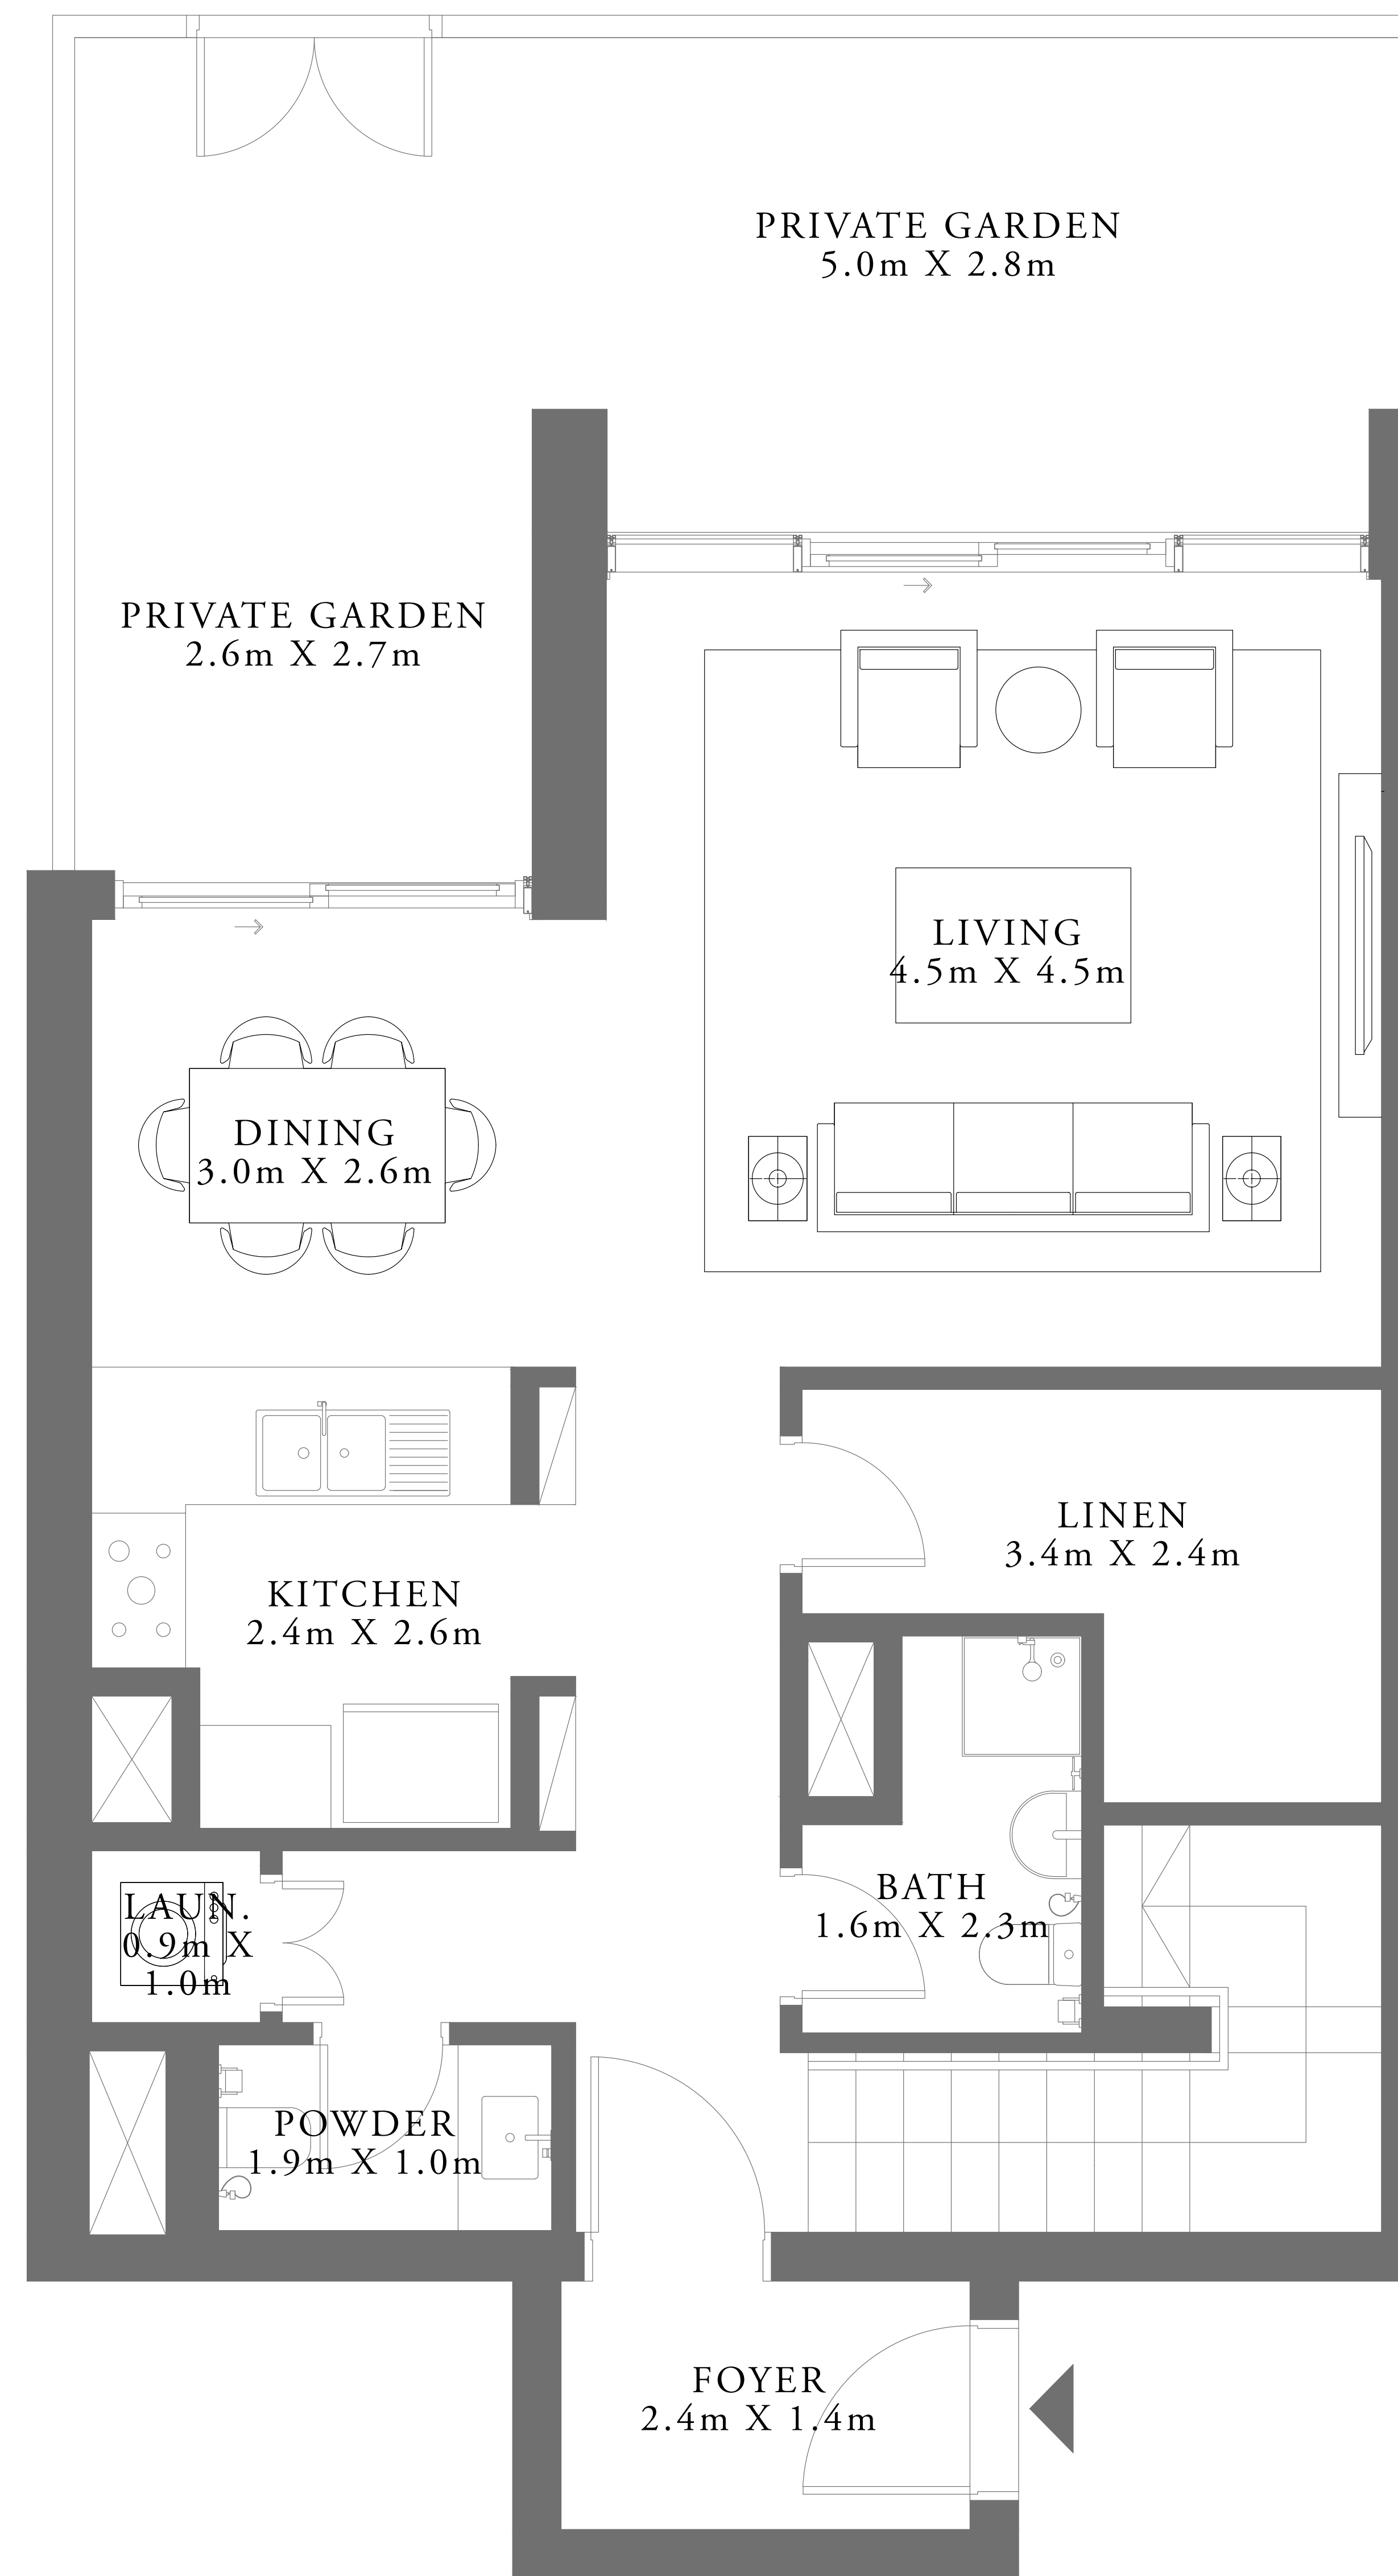 PRIVATE GARDEN
5.0m X 2.8m
PRIVATE GARDEN
2.6m X 2.7m
LIVING
4.5m X 4.5m
DINING
3.0m X 2.6m
LINEN
3.4m X 2.4m
KITCHEN
2.4m X 2.6m
BATH
1.6m X 2.3m
LAUN.
0.9m X
1.0m
POWDER
1.9m X 1.0m
FOYER
2.4m X 1.4m